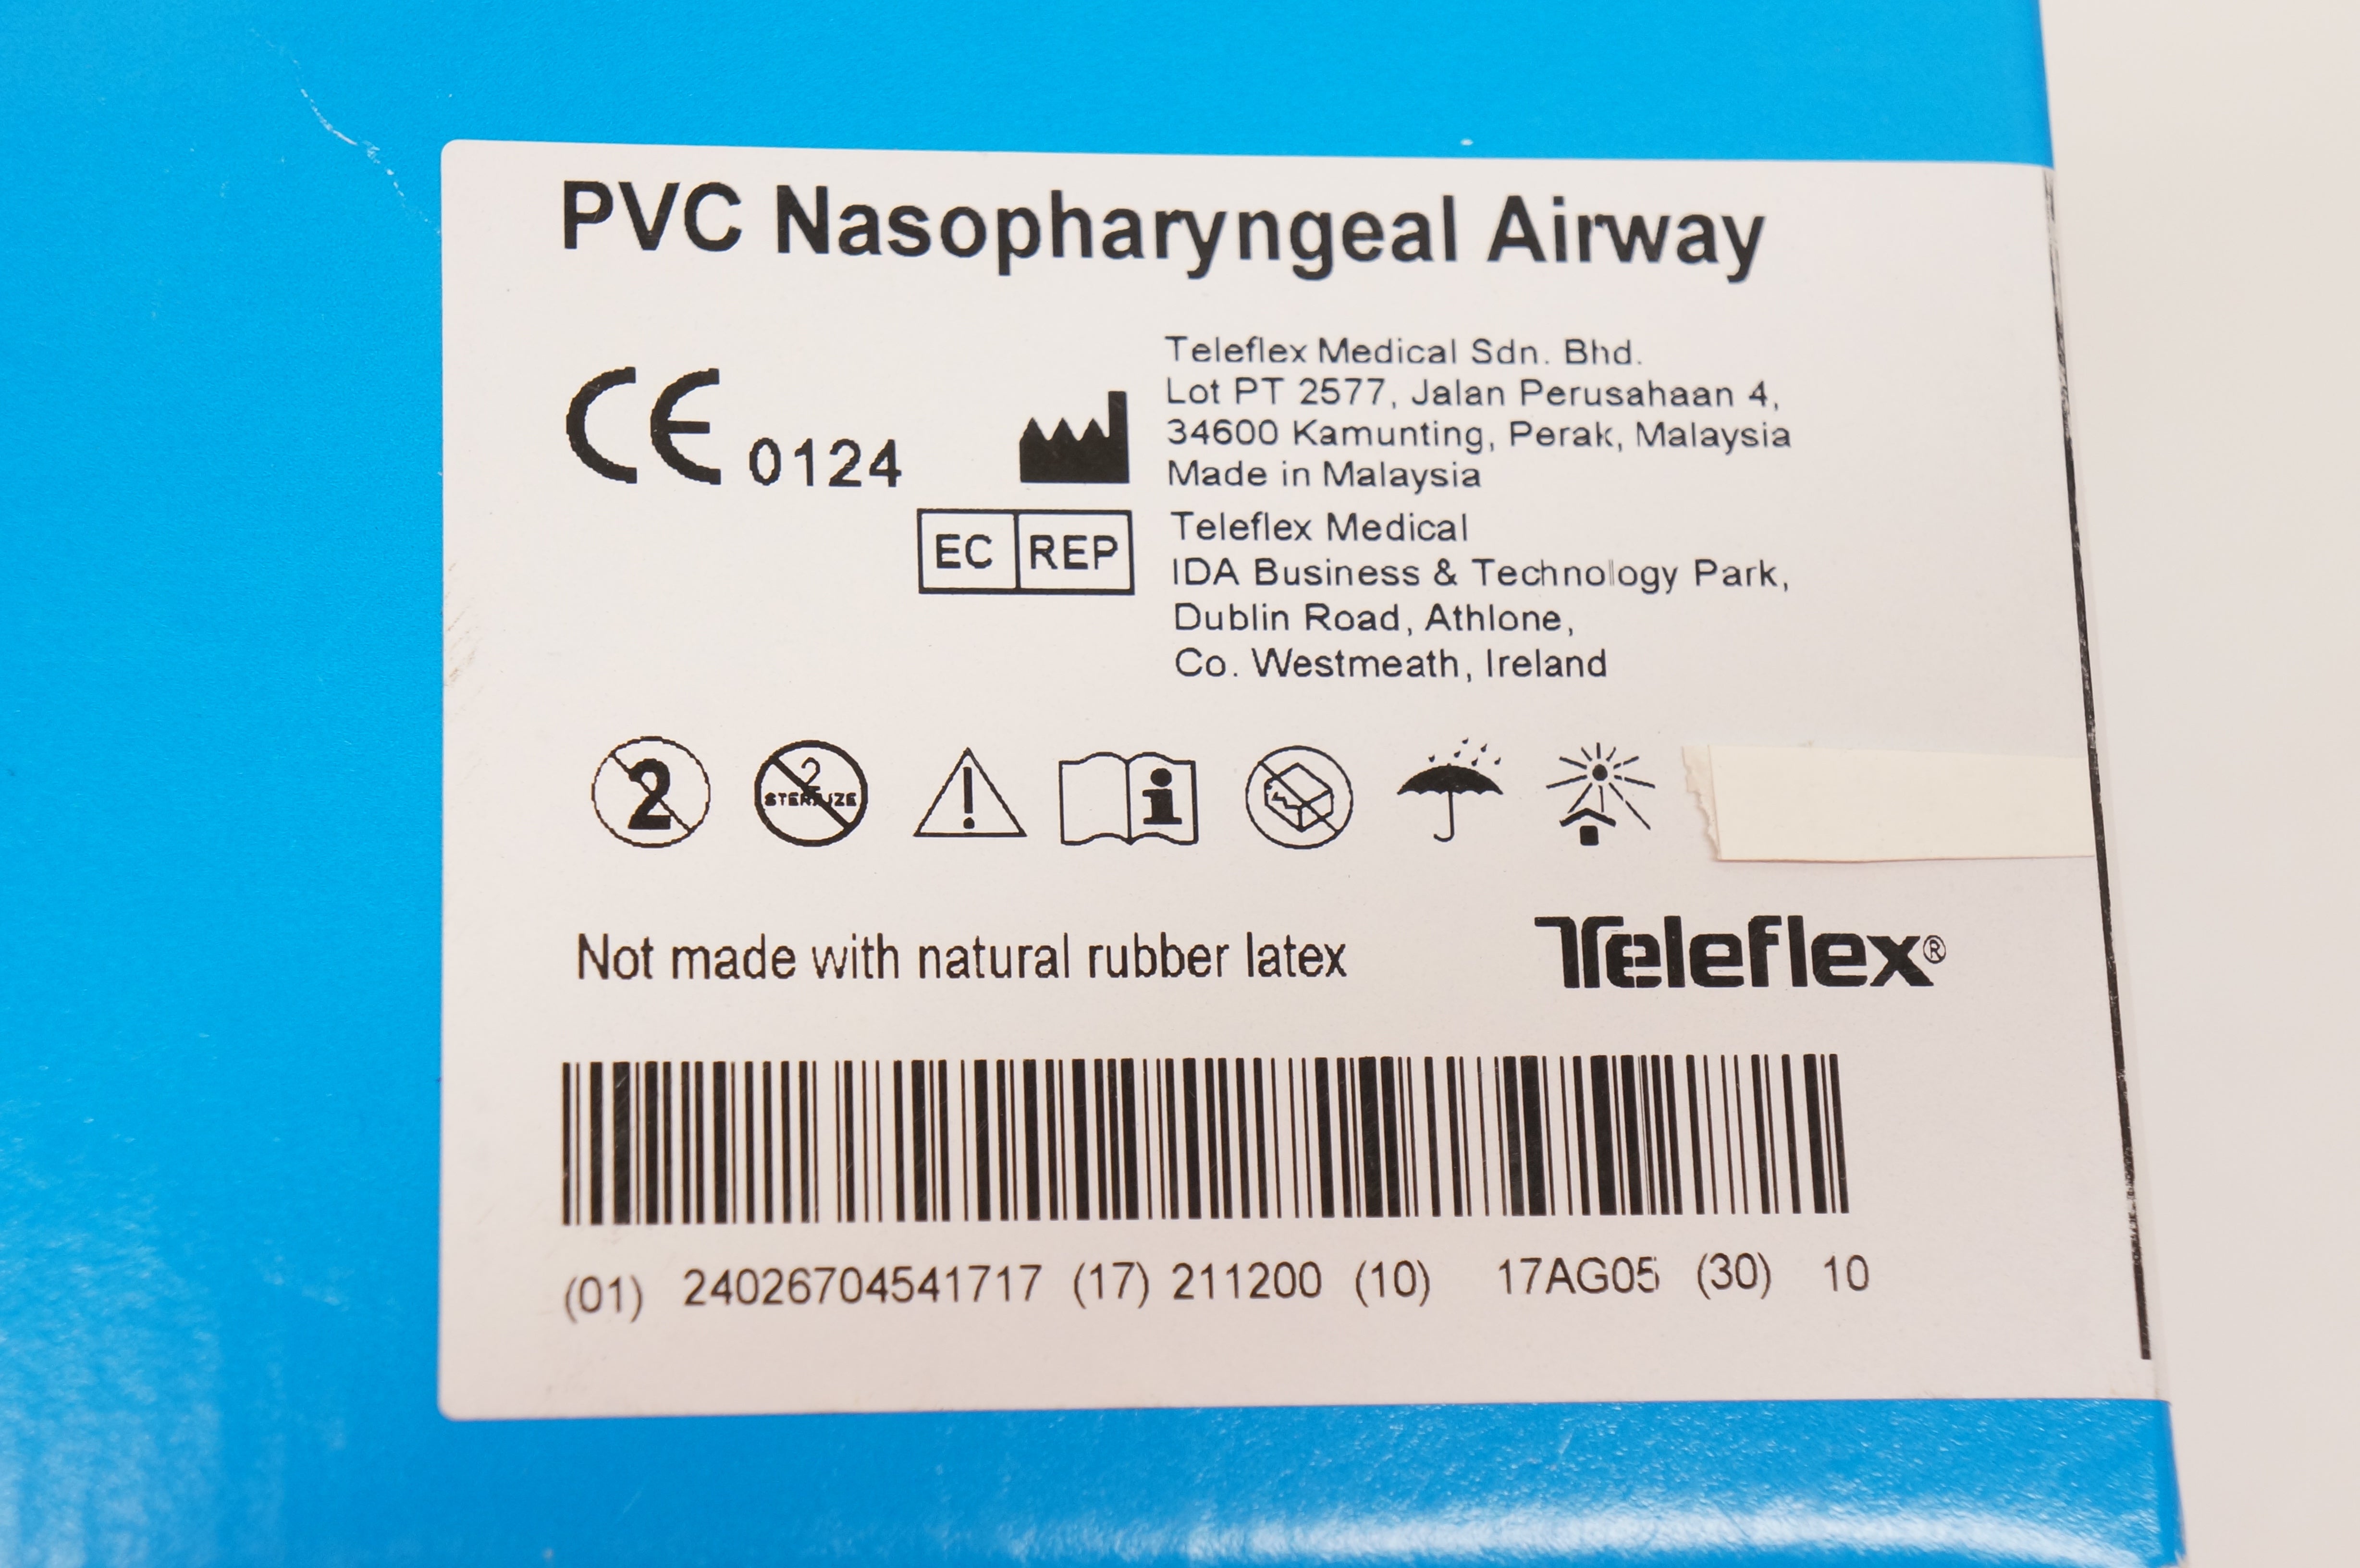 PVC Nasopharyngeal Airway
CE 0124
Teleflex Medical Sdn. Bhd.
Lot PT 2577, Jalan Perusahaan 4,
34600 Kamunting, Perak, Malaysia
Made in Malaysia
EC REP
Teleflex Medical
IDA Business & Technology Park,
Dublin Road, Athlone,
Co. Westmeath, Ireland
2
2
STERILIZE
!
i
Not made with natural rubber latex
Teleflex®
(01) 24026704541717 (17) 211200 (10) 17AG05 (30) 10